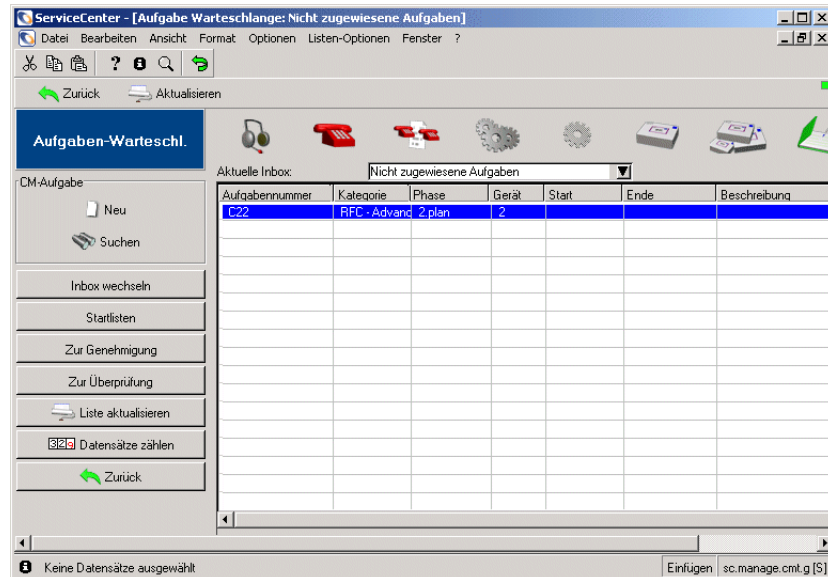 ServiceCenter - [Aufgabe Warteschlange: Nicht zugewiesene Aufgaben]
Datei Bearbeiten Ansicht Format Optionen Listen-Optionen Fenster ?
Zurück Aktualisieren
Aufgaben-Warteschl.
Aktuelle Inbox: Nicht zugewiesene Aufgaben
CM-Aufgabe
Neu
Suchen
Aufgabennummer Kategorie Phase Gerät Start Ende Beschreibung
C22 RFC - Advanc 2.plan 2
Inbox wechseln
Startlisten
Zur Genehmigung
Zur Überprüfung
Liste aktualisieren
329 Datensätze zählen
Zurück
Keine Datensätze ausgewählt Einfügen sc.manage.cmt.g [S]